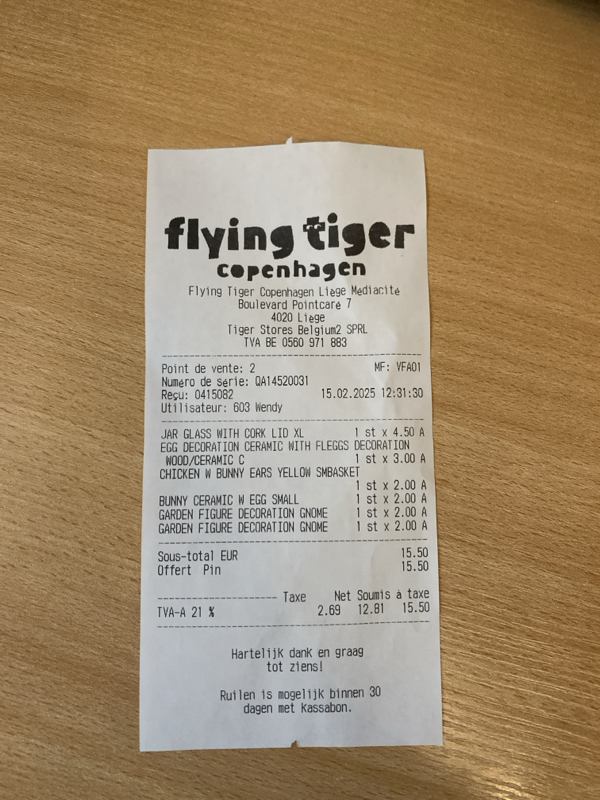 flying tiger
copenhagen
Flying Tiger Copenhagen Liège Médiacité
Boulevard Pointcaré 7
4020 Liège
Tiger Stores Belgium2 SPRL
TVA BE 0560 971 883
Point de vente: 2 MF: YFA01
Numéro de série: QA14520031
Reçu: 0415082 15.02.2025 12:31:30
Utilisateur: 603 Wendy
JAR GLASS WITH CORK LID XL 1 st x 4.50 A
EGG DECORATION CERAMIC WITH FLEGGS DECORATION
WOOD/CERAMIC C 1 st x 3.00 A
CHICKEN W BUNNY EARS YELLOW SMBASKET
1 st x 2.00 A
BUNNY CERAMIC W EGG SMALL 1 st x 2.00 A
GARDEN FIGURE DECORATION GNOME 1 st x 2.00 A
GARDEN FIGURE DECORATION GNOME 1 st x 2.00 A
Sous-total EUR 15.50
Offert Pin 15.50
Taxe Net Soumis à taxe
TVA-A 21 % 2.69 12.81 15.50
Hartelijk dank en graag
tot ziens!
Ruilen is mogelijk binnen 30
dagen met kassabon.